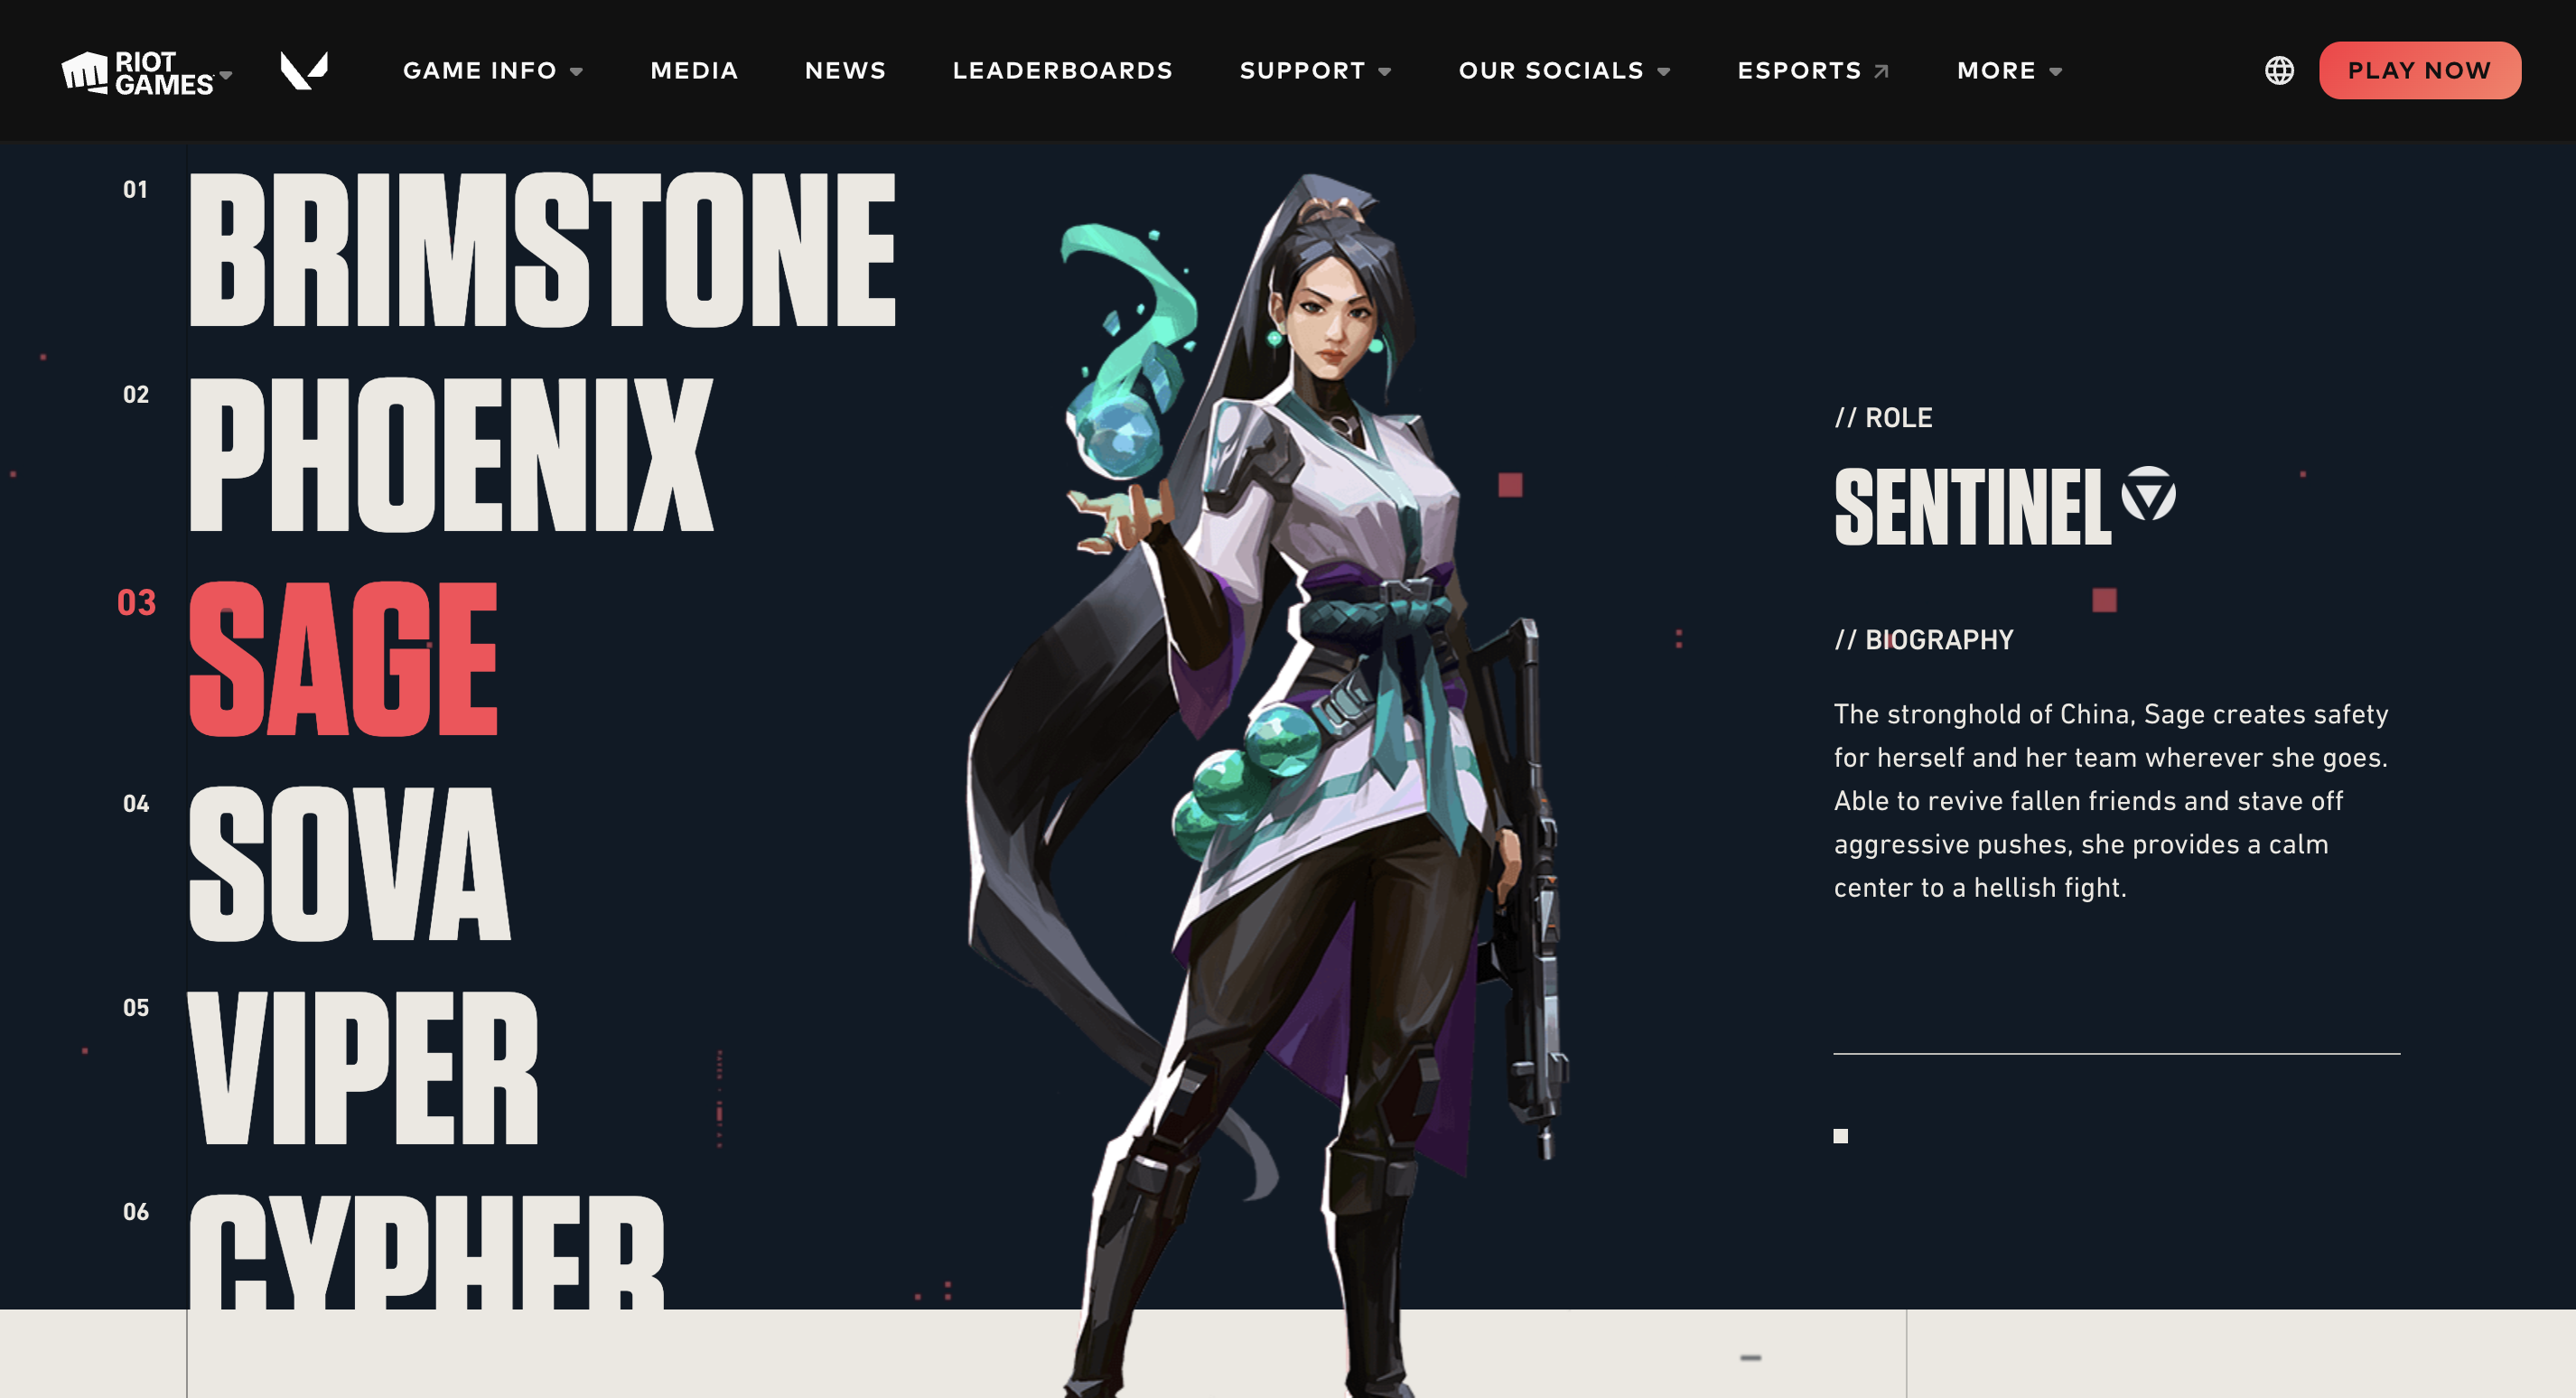 RIOT GAMES
GAME INFO
MEDIA
NEWS
LEADERBOARDS
SUPPORT
OUR SOCIALS
ESPORTS
MORE
PLAY NOW
01
BRIMSTONE
02
PHOENIX
03
SAGE
04
SOVA
05
VIPER
06
CYPHER
// ROLE
SENTINEL
// BIOGRAPHY
The stronghold of China, Sage creates safety
for herself and her team wherever she goes.
Able to revive fallen friends and stave off
aggressive pushes, she provides a calm
center to a hellish fight.